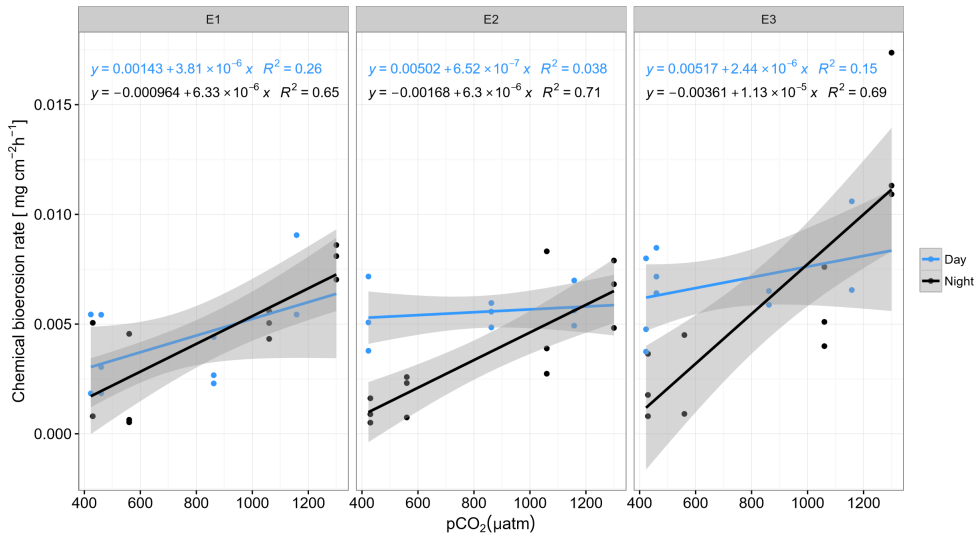 E1 E2 E3
y = 0.00143 + 3.81 × 10⁻⁶ x R² = 0.26
y = −0.000964 + 6.33 × 10⁻⁶ x R² = 0.65
y = 0.00502 + 6.52 × 10⁻⁷ x R² = 0.038
y = −0.00168 + 6.3 × 10⁻⁶ x R² = 0.71
y = 0.00517 + 2.44 × 10⁻⁶ x R² = 0.15
y = −0.00361 + 1.13 × 10⁻⁵ x R² = 0.69
Chemical bioerosion rate [ mg cm⁻²h⁻¹]
0.015
0.010
0.005
0.000
Day
Night
400 600 800 1000 1200 400 600 800 1000 1200 400 600 800 1000 1200
pCO₂(μatm)